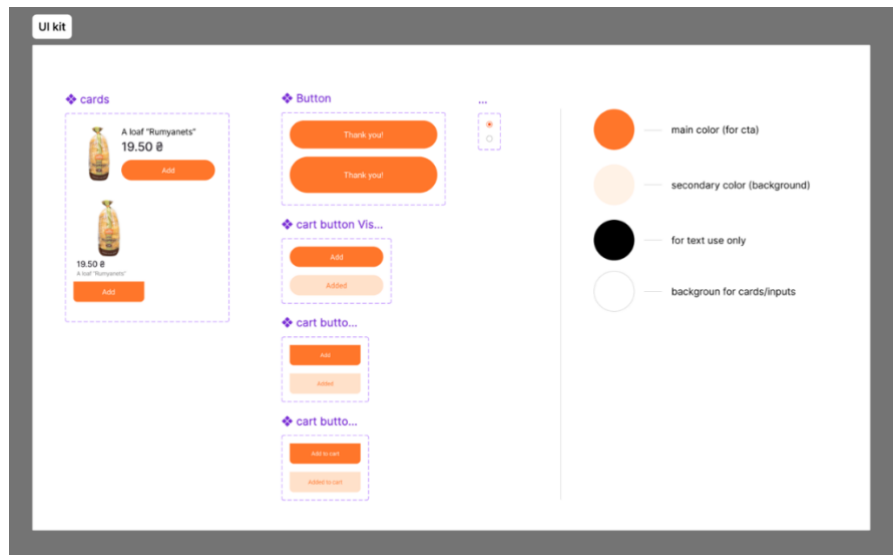 UI kit
cards
A loaf "Rumyanets"
19.50 ₴
Add
19.50 ₴
A loaf "Rumyanets"
Add
Button
Thank you!
Thank you!
cart button Vis...
Add
Added
cart butto...
Add
Added
cart butto...
Add to cart
Added to cart
...
main color (for cta)
secondary color (background)
for text use only
backgroun for cards/inputs